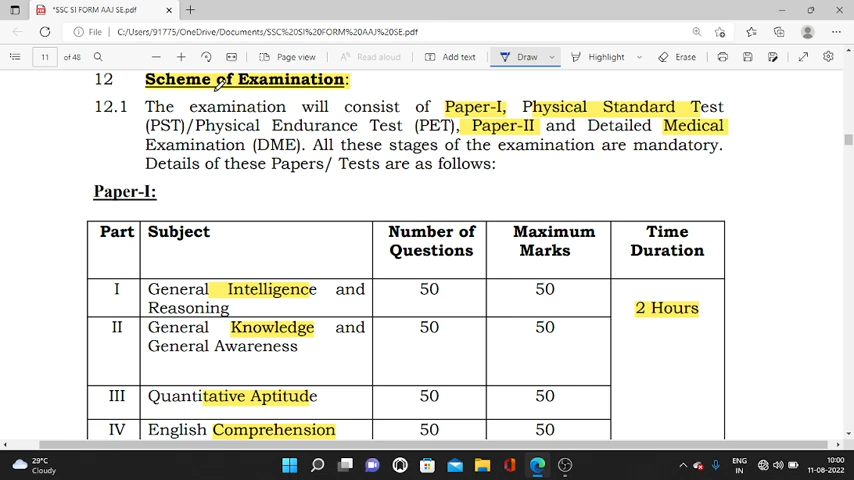 *SSC SI FORM AAJ SE.pdf
File
C:/Users/91775/OneDrive/Documents/SSC%20SI%20FORM%20AAJ%20SE.pdf
11 of 48
Page view
Read aloud
Add text
Draw
Highlight
Erase
12 Scheme of Examination:
12.1 The examination will consist of Paper-I, Physical Standard Test
(PST)/Physical Endurance Test (PET), Paper-II and Detailed Medical
Examination (DME). All these stages of the examination are mandatory.
Details of these Papers/ Tests are as follows:
Paper-I:
Part Subject Number of Questions Maximum Marks Time Duration
I General Intelligence and Reasoning 50 50 2 Hours
II General Knowledge and General Awareness 50 50
III Quantitative Aptitude 50 50
IV English Comprehension 50 50
29°C
Cloudy
ENG
IN
10:00
11-08-2022